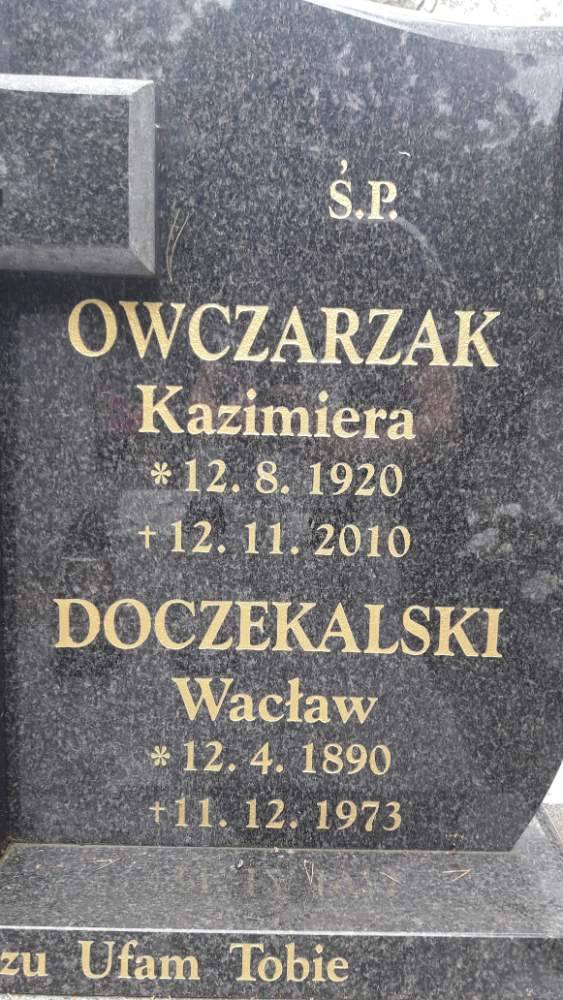 Ś.P.
OWCZARZAK
Kazimiera
* 12. 8. 1920
+ 12. 11. 2010
DOCZEKALSKI
Wacław
* 12. 4. 1890
+ 11. 12. 1973
zu Ufam Tobie